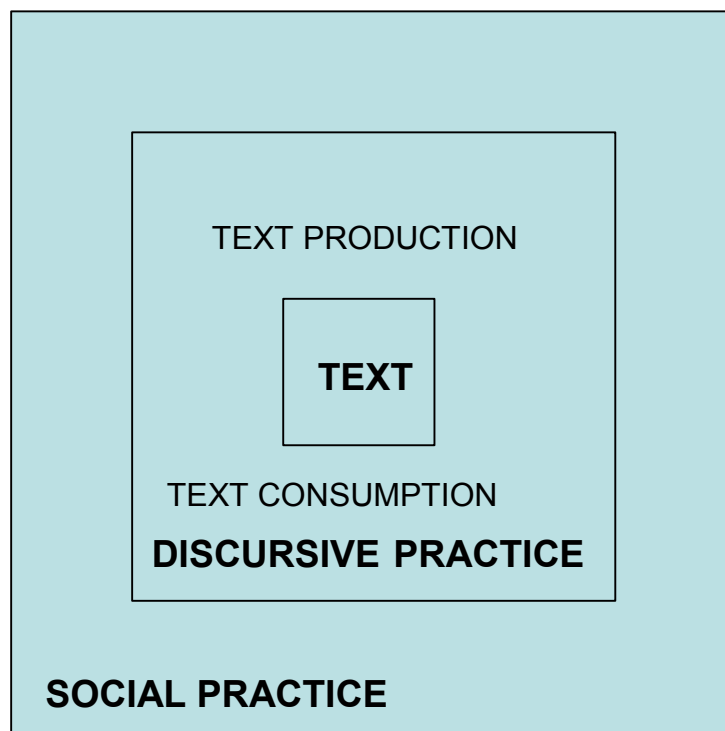 TEXT PRODUCTION
TEXT
TEXT CONSUMPTION
DISCURSIVE PRACTICE
SOCIAL PRACTICE